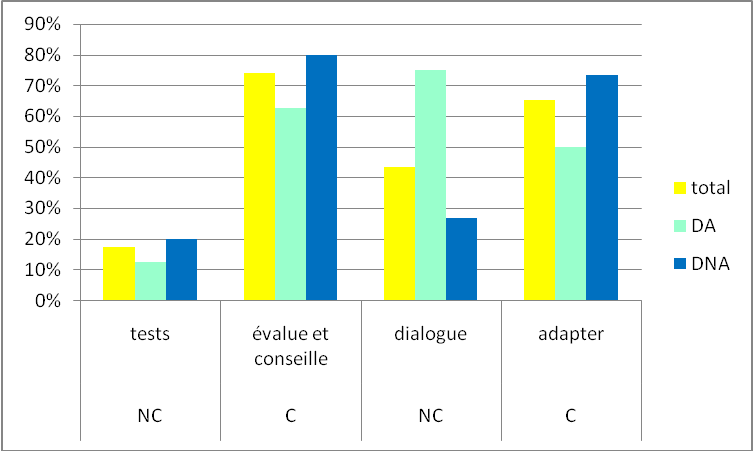 90%
80%
70%
60%
50%
40%
30%
20%
10%
0%
total
DA
DNA
tests
évalue et
conseille
dialogue
adapter
NC
C
NC
C